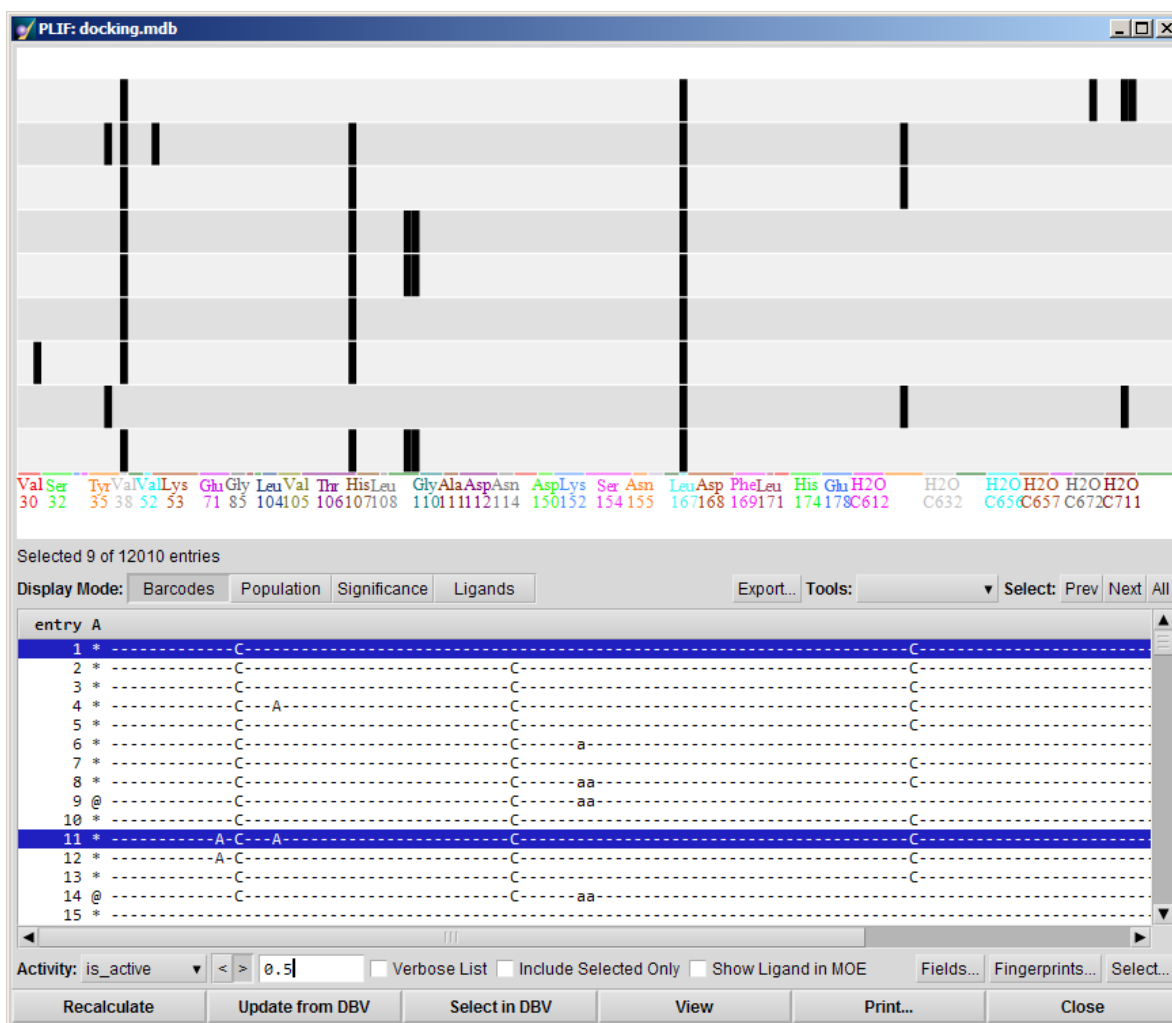 PLIF: docking.mdb
Val Ser Tyr Val Val Lys Glu Gly Leu Val Thr His Leu Gly Ala Asp Asn Asp Lys Ser Asn Leu Asp Phe Leu His Glu H2O H2O H2O H2O H2O H2O
30 32 35 38 52 53 71 85 104 105 106 107 108 110 111 112 114 150 152 154 155 167 168 169 171 174 178 C612 C632 C656 C657 C672 C711
Selected 9 of 12010 entries
Display Mode: Barcodes Population Significance Ligands Export... Tools: Select: Prev Next All
entry A
1 * -------------C----------------------------------------------------------------------C------------------------
2 * -------------C----------------------------C-----------------------------------------C------------------------
3 * -------------C----------------------------C-----------------------------------------C------------------------
4 * -------------C---A------------------------C-----------------------------------------C------------------------
5 * -------------C----------------------------C-----------------------------------------C------------------------
6 * -------------C----------------------------C------a-----------------------------------------------------------
7 * -------------C----------------------------C-----------------------------------------C------------------------
8 * -------------C----------------------------C------aa---------------------------------C------------------------
9 @ -------------C----------------------------C------aa----------------------------------------------------------
10 * -------------C----------------------------C-----------------------------------------C------------------------
11 * -----------A-C---A------------------------C-----------------------------------------C------------------------
12 * -----------A-C----------------------------C-----------------------------------------C------------------------
13 * -------------C----------------------------C-----------------------------------------C------------------------
14 @ -------------C----------------------------C------aa----------------------------------------------------------
15 * -------------------------------------------------------------------------------------------------------------
Activity: is_active < > 0.5 Verbose List Include Selected Only Show Ligand in MOE Fields... Fingerprints... Select...
Recalculate Update from DBV Select in DBV View Print... Close